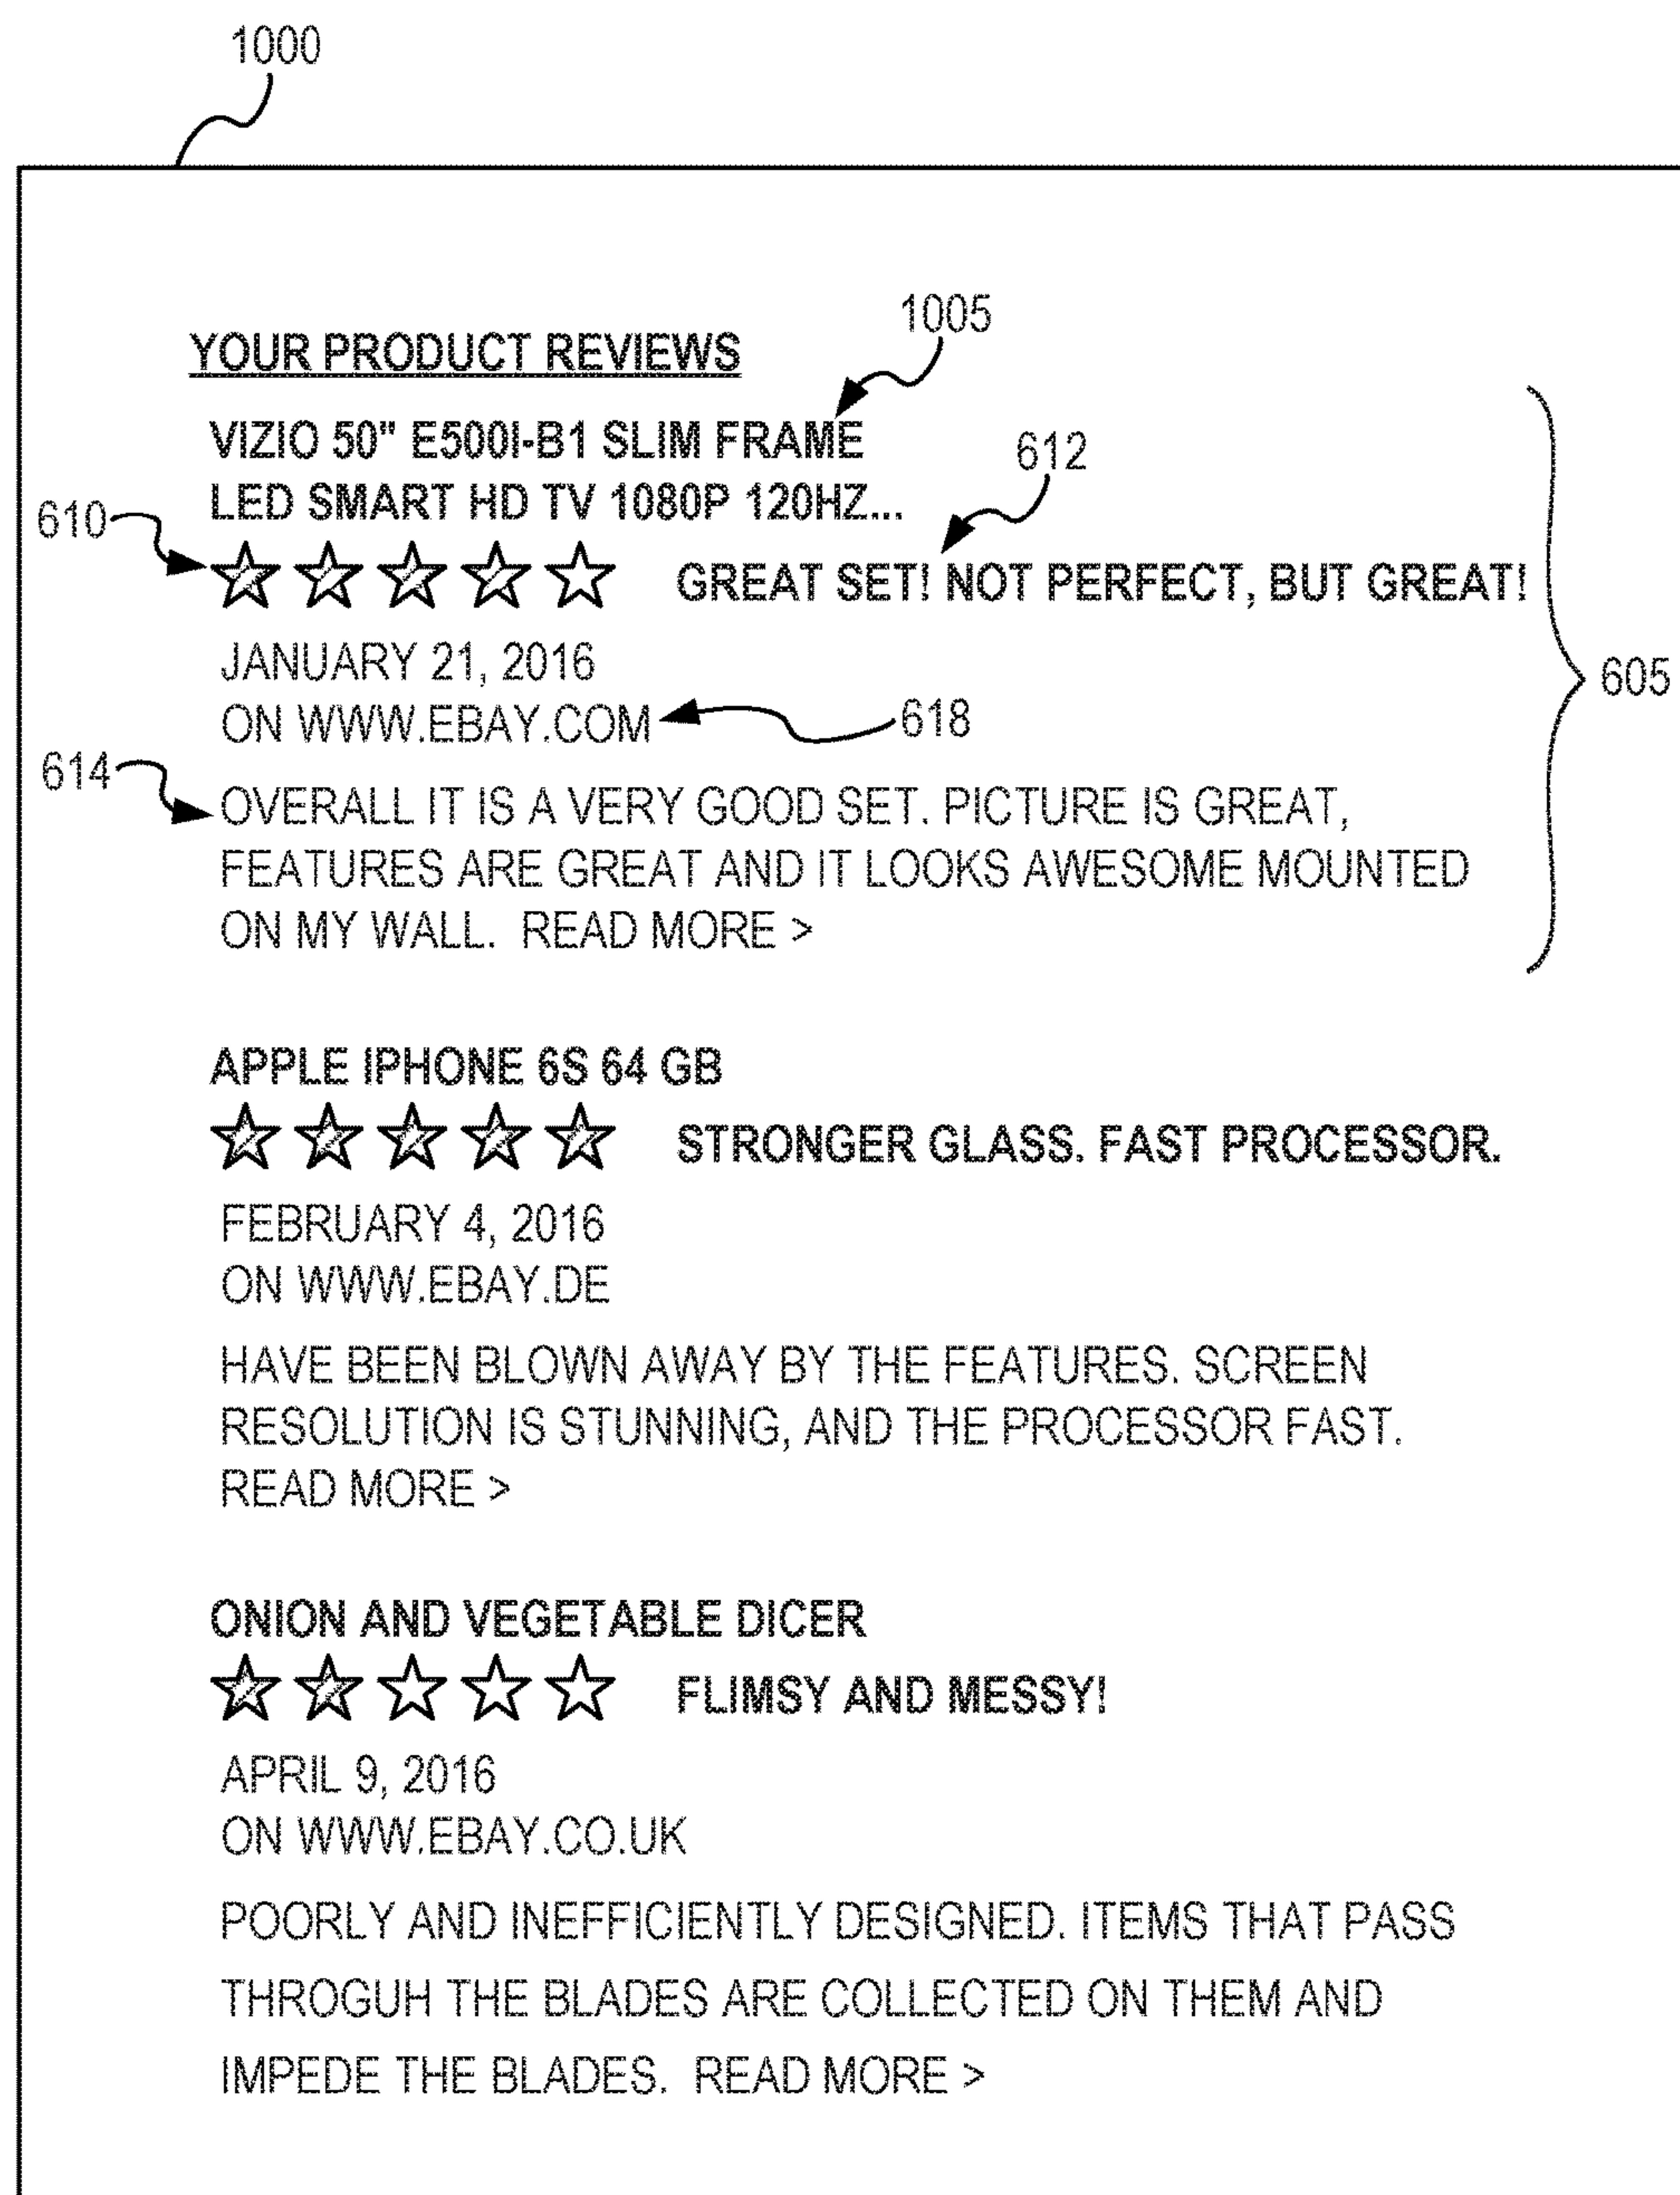 1000
YOUR PRODUCT REVIEWS
1005
VIZIO 50" E500I-B1 SLIM FRAME
612
LED SMART HD TV 1080P 120HZ...
610
GREAT SET! NOT PERFECT, BUT GREAT!
JANUARY 21, 2016
605
ON WWW.EBAY.COM
618
614
OVERALL IT IS A VERY GOOD SET. PICTURE IS GREAT,
FEATURES ARE GREAT AND IT LOOKS AWESOME MOUNTED
ON MY WALL. READ MORE >
APPLE IPHONE 6S 64 GB
STRONGER GLASS. FAST PROCESSOR.
FEBRUARY 4, 2016
ON WWW.EBAY.DE
HAVE BEEN BLOWN AWAY BY THE FEATURES. SCREEN
RESOLUTION IS STUNNING, AND THE PROCESSOR FAST.
READ MORE >
ONION AND VEGETABLE DICER
FLIMSY AND MESSY!
APRIL 9, 2016
ON WWW.EBAY.CO.UK
POORLY AND INEFFICIENTLY DESIGNED. ITEMS THAT PASS
THROGUH THE BLADES ARE COLLECTED ON THEM AND
IMPEDE THE BLADES. READ MORE >